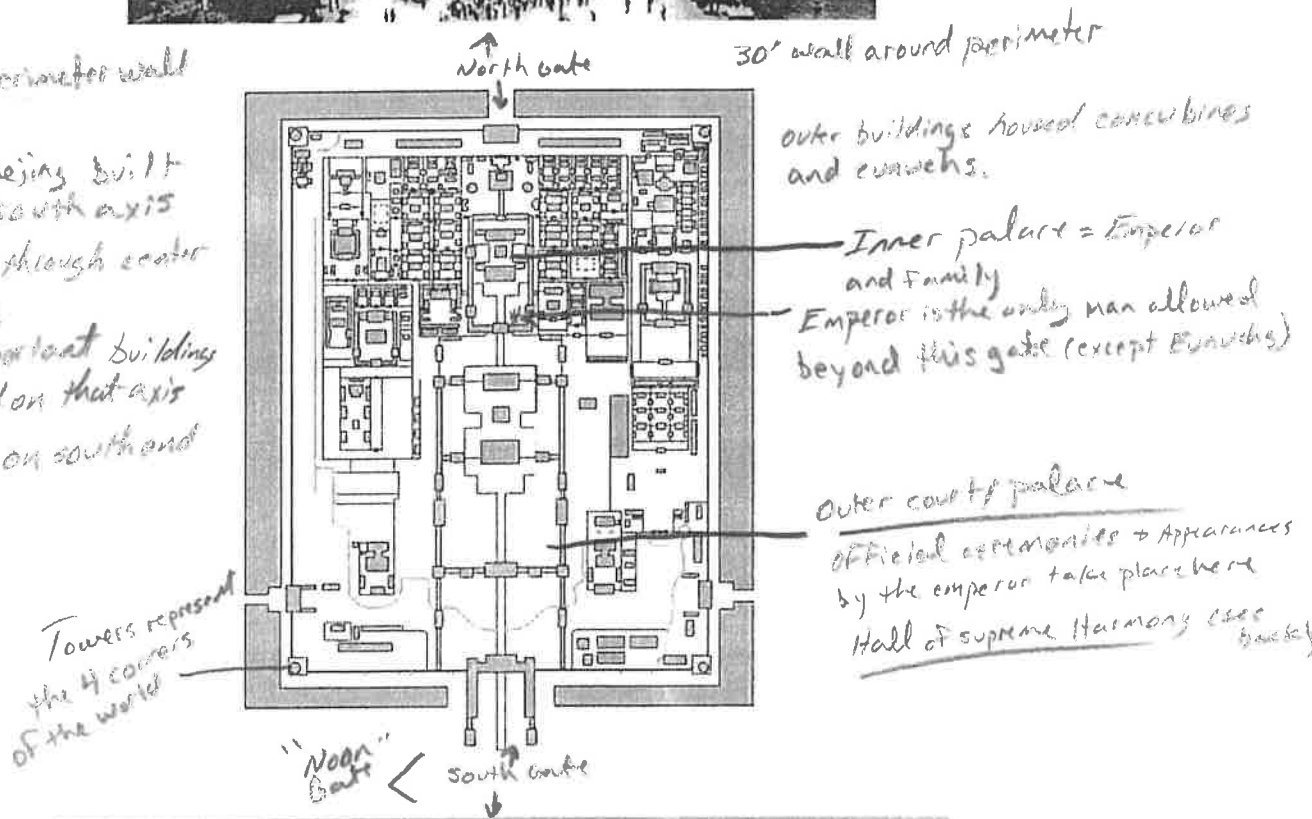 North Gate
30' wall around perimeter
perimeter wall
outer buildings housed concubines
and eunuchs.
Beijing built
south axis
through center
Inner palace = Emperor
and Family
Emperor is the only man allowed
beyond this gate (except Eunuchs)
buildings
on that axis
on south end
outer court/palace
official ceremonies + Appearances
by the emperor take place here
Hall of supreme Harmony (see
back)
Towers represent
the 4 corners
of the world
"Noon"
Gate
South Gate